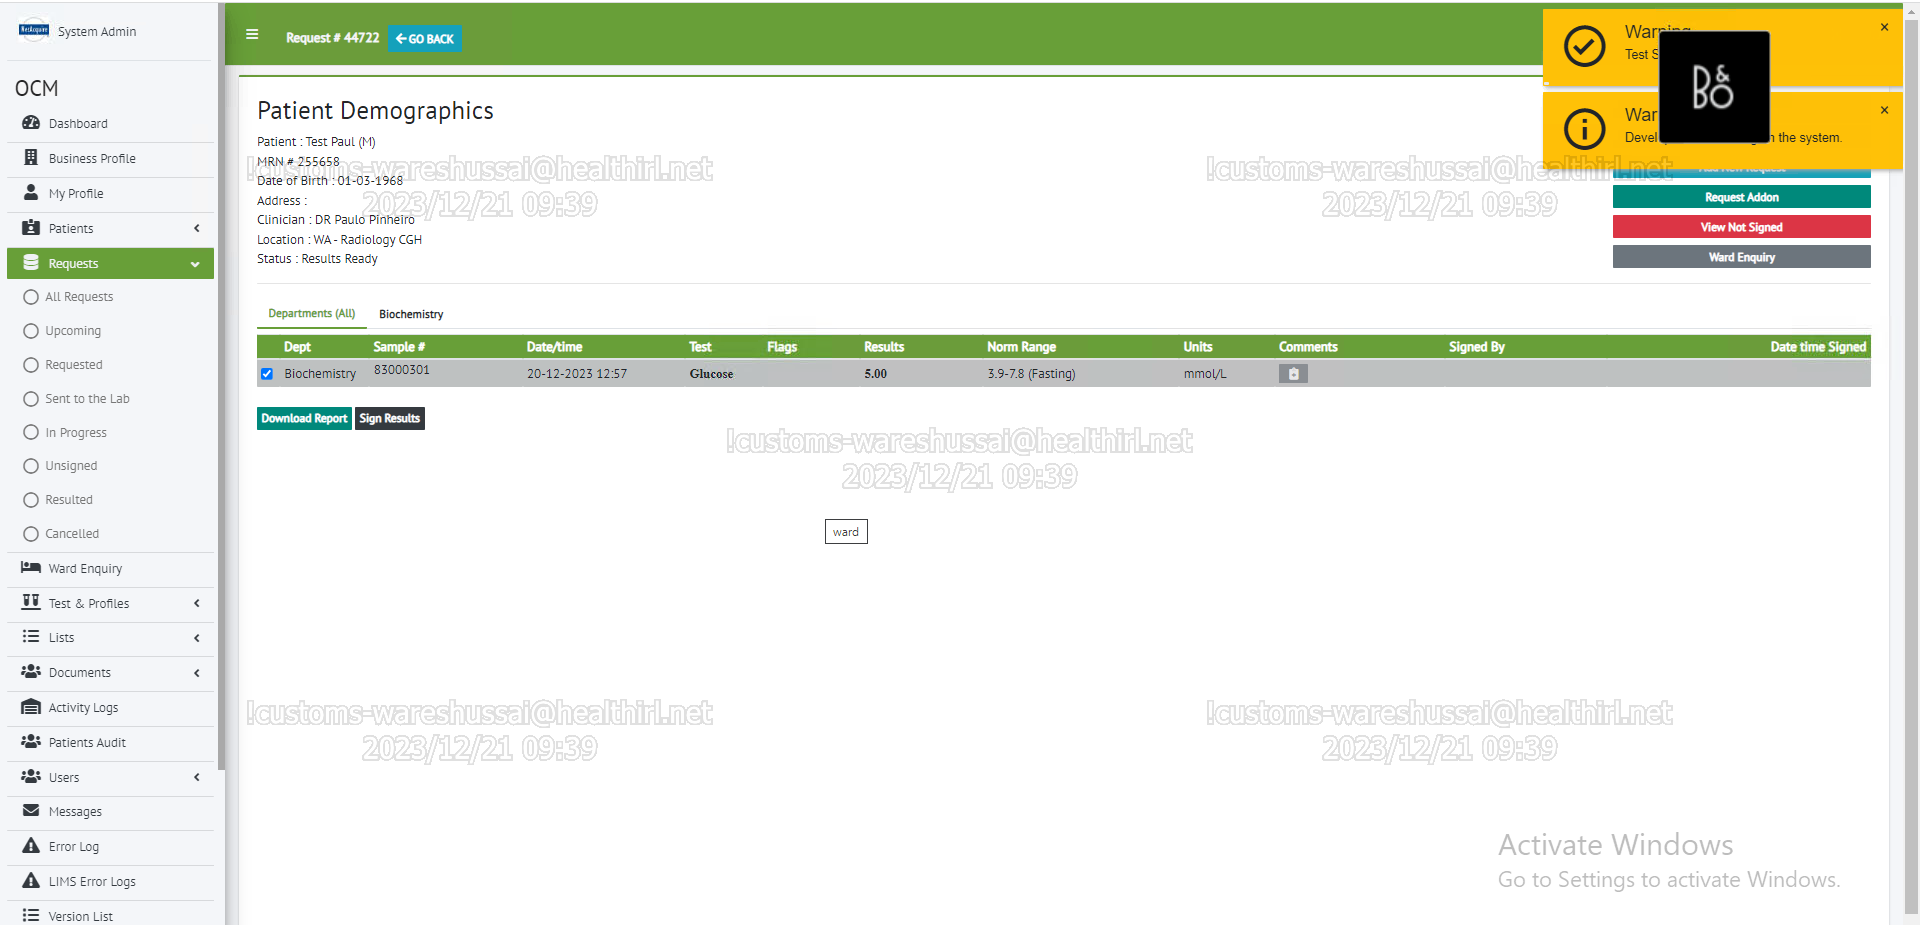 NetAcquire
System Admin
OCM
Dashboard
Business Profile
My Profile
Patients
Requests
All Requests
Upcoming
Requested
Sent to the Lab
In Progress
Unsigned
Resulted
Cancelled
Ward Enquiry
Test & Profiles
Lists
Documents
Activity Logs
Patients Audit
Users
Messages
Error Log
LIMS Error Logs
Version List
Request # 44722
GO BACK
Warning
Test S
B&O
the system.
Patient Demographics
Patient : Test Paul (M)
MRN # 255658
Date of Birth : 01-03-1968
Address :
Clinician : DR Paulo Pinheiro
Location : WA - Radiology CGH
Status : Results Ready
Add New Request
Request Addon
View Not Signed
Ward Enquiry
Departments (All) Biochemistry
Dept Sample # Date/time Test Flags Results Norm Range Units Comments Signed By Date time Signed
Biochemistry 83000301 20-12-2023 12:57 Glucose 5.00 3.9-7.8 (Fasting) mmol/L
Download Report Sign Results
ward
!customs-wareshussai@healthirl.net
2023/12/21 09:39
!customs-wareshussai@healthirl.net
2023/12/21 09:39
!customs-wareshussai@healthirl.net
2023/12/21 09:39
!customs-wareshussai@healthirl.net
2023/12/21 09:39
!customs-wareshussai@healthirl.net
2023/12/21 09:39
Activate Windows
Go to Settings to activate Windows.